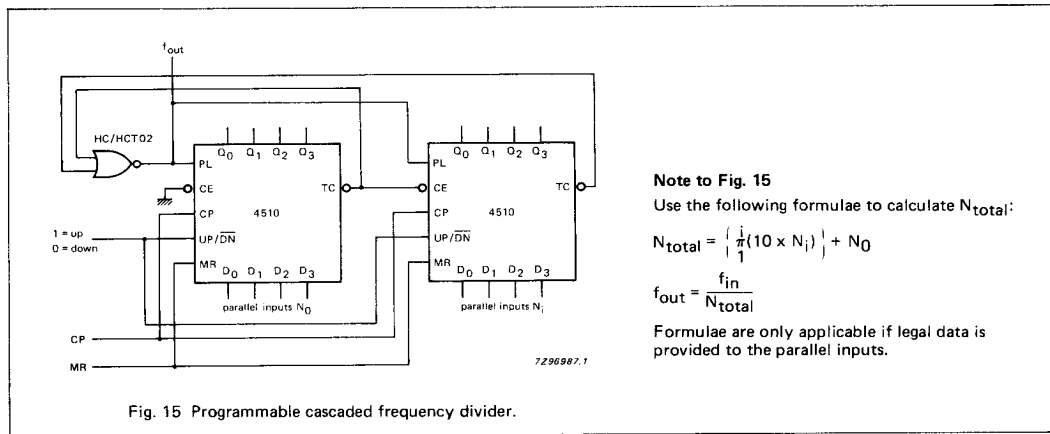 f_out
HC/HCT02
PL
Q0 Q1 Q2 Q3
CE
TC
CP
4510
UP/DN
MR
D0 D1 D2 D3
parallel inputs N0
PL
Q0 Q1 Q2 Q3
CE
TC
CP
4510
UP/DN
MR
D0 D1 D2 D3
parallel inputs Ni
1 = up
0 = down
CP
MR
7Z96987.1
Fig. 15 Programmable cascaded frequency divider.
Note to Fig. 15
Use the following formulae to calculate N_total:
N_total = { i π 1 (10 x Ni) } + N0
f_out = f_in / N_total
Formulae are only applicable if legal data is
provided to the parallel inputs.